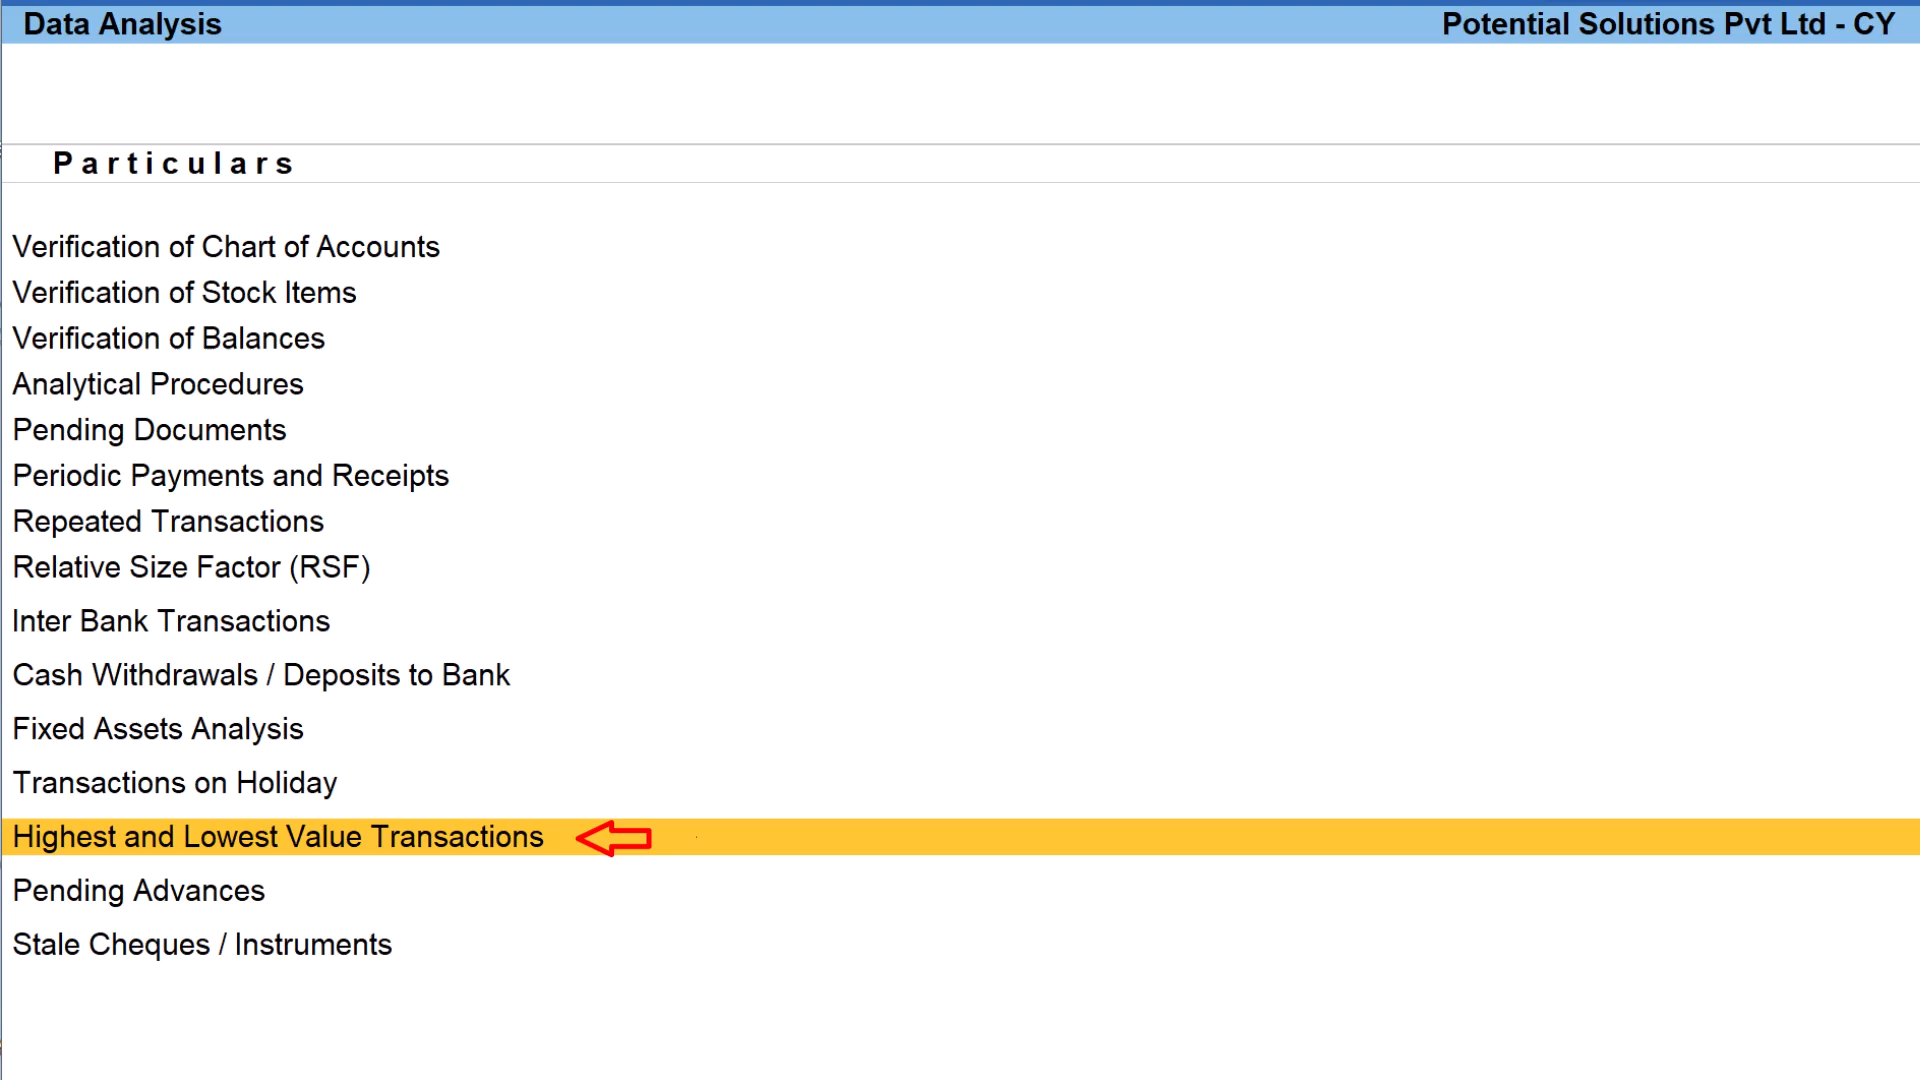 Data Analysis Potential Solutions Pvt Ltd - CY
Particulars
Verification of Chart of Accounts
Verification of Stock Items
Verification of Balances
Analytical Procedures
Pending Documents
Periodic Payments and Receipts
Repeated Transactions
Relative Size Factor (RSF)
Inter Bank Transactions
Cash Withdrawals / Deposits to Bank
Fixed Assets Analysis
Transactions on Holiday
Highest and Lowest Value Transactions
Pending Advances
Stale Cheques / Instruments